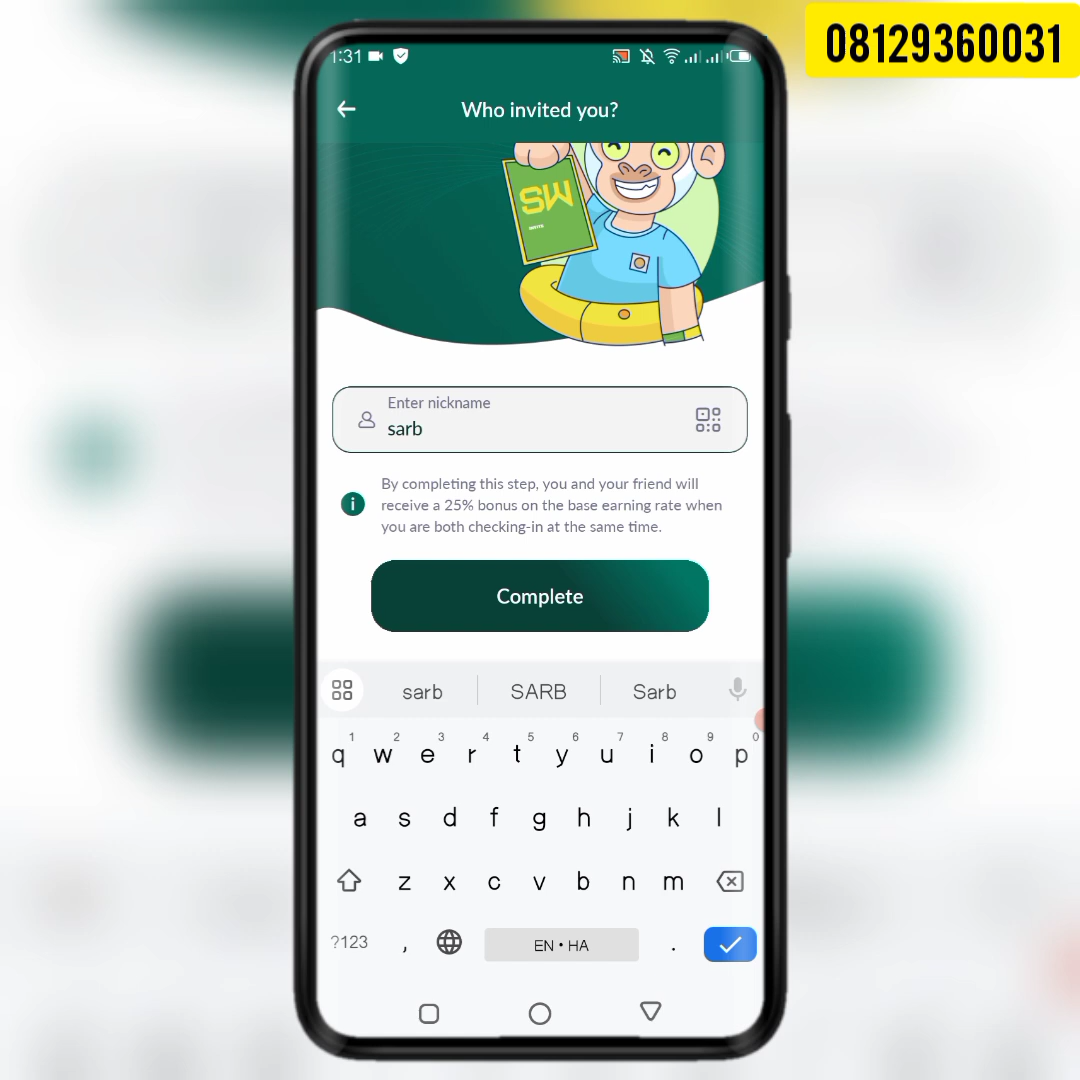 08129360031
1:31
Who invited you?
SW
INVITE
Enter nickname
sarb
By completing this step, you and your friend will
receive a 25% bonus on the base earning rate when
you are both checking-in at the same time.
Complete
sarb SARB Sarb
1 2 3 4 5 6 7 8 9 0
q w e r t y u i o p
a s d f g h j k l
z x c v b n m
?123 , EN • HA .